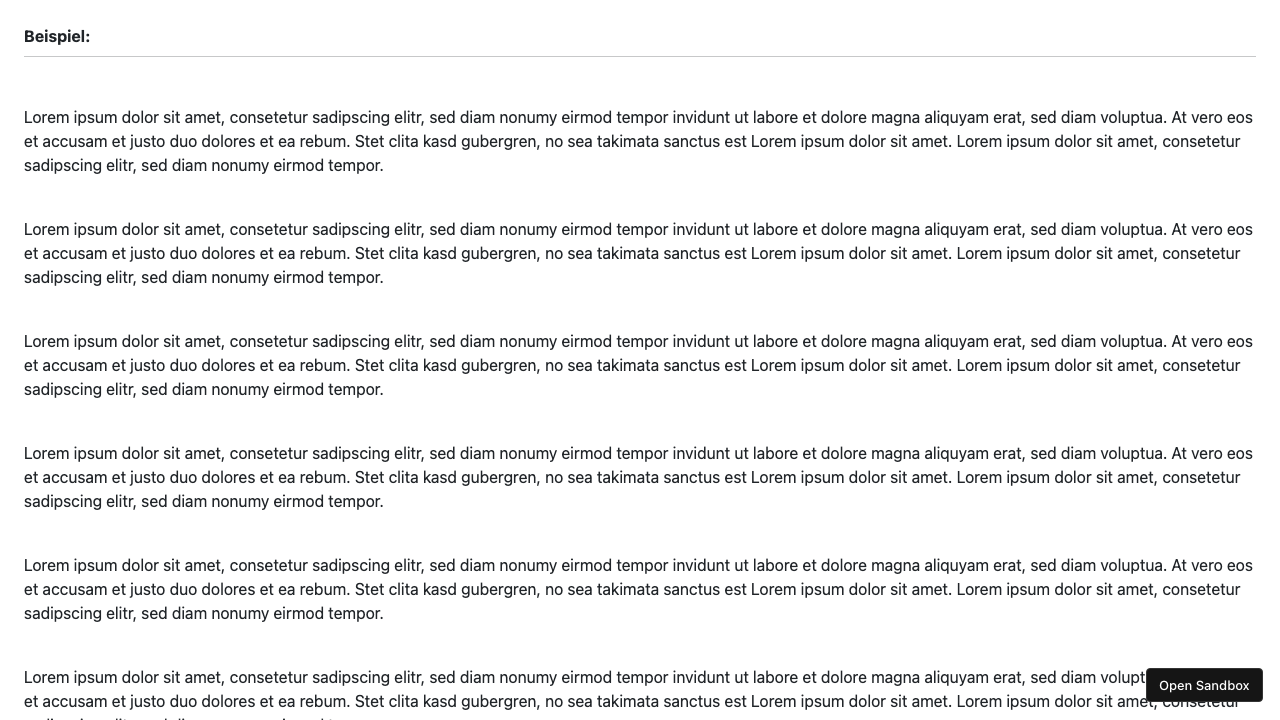 Beispiel:
Lorem ipsum dolor sit amet, consetetur sadipscing elitr, sed diam nonumy eirmod tempor invidunt ut labore et dolore magna aliquyam erat, sed diam voluptua. At vero eos
et accusam et justo duo dolores et ea rebum. Stet clita kasd gubergren, no sea takimata sanctus est Lorem ipsum dolor sit amet. Lorem ipsum dolor sit amet, consetetur
sadipscing elitr, sed diam nonumy eirmod tempor.
Lorem ipsum dolor sit amet, consetetur sadipscing elitr, sed diam nonumy eirmod tempor invidunt ut labore et dolore magna aliquyam erat, sed diam voluptua. At vero eos
et accusam et justo duo dolores et ea rebum. Stet clita kasd gubergren, no sea takimata sanctus est Lorem ipsum dolor sit amet. Lorem ipsum dolor sit amet, consetetur
sadipscing elitr, sed diam nonumy eirmod tempor.
Lorem ipsum dolor sit amet, consetetur sadipscing elitr, sed diam nonumy eirmod tempor invidunt ut labore et dolore magna aliquyam erat, sed diam voluptua. At vero eos
et accusam et justo duo dolores et ea rebum. Stet clita kasd gubergren, no sea takimata sanctus est Lorem ipsum dolor sit amet. Lorem ipsum dolor sit amet, consetetur
sadipscing elitr, sed diam nonumy eirmod tempor.
Lorem ipsum dolor sit amet, consetetur sadipscing elitr, sed diam nonumy eirmod tempor invidunt ut labore et dolore magna aliquyam erat, sed diam voluptua. At vero eos
et accusam et justo duo dolores et ea rebum. Stet clita kasd gubergren, no sea takimata sanctus est Lorem ipsum dolor sit amet. Lorem ipsum dolor sit amet, consetetur
sadipscing elitr, sed diam nonumy eirmod tempor.
Lorem ipsum dolor sit amet, consetetur sadipscing elitr, sed diam nonumy eirmod tempor invidunt ut labore et dolore magna aliquyam erat, sed diam voluptua. At vero eos
et accusam et justo duo dolores et ea rebum. Stet clita kasd gubergren, no sea takimata sanctus est Lorem ipsum dolor sit amet. Lorem ipsum dolor sit amet, consetetur
sadipscing elitr, sed diam nonumy eirmod tempor.
Lorem ipsum dolor sit amet, consetetur sadipscing elitr, sed diam nonumy eirmod tempor invidunt ut labore et dolore magna aliquyam erat, sed diam volupt
Open Sandbox
et accusam et justo duo dolores et ea rebum. Stet clita kasd gubergren, no sea takimata sanctus est Lorem ipsum dolor sit amet. Lorem ipsum dolor sit amet, consetetur